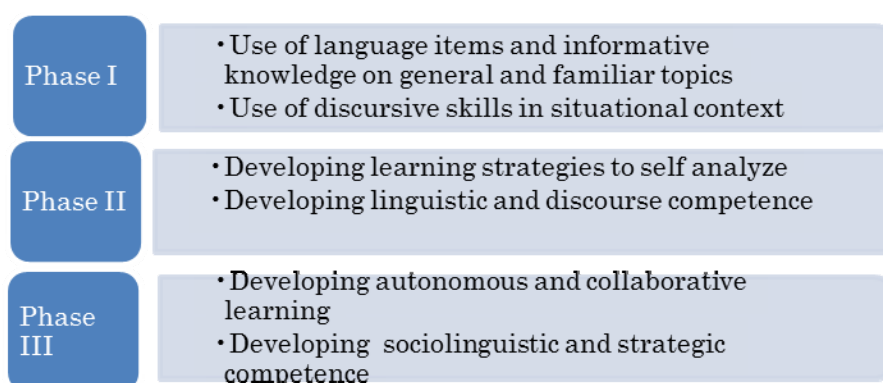 Phase I
• Use of language items and informative
knowledge on general and familiar topics
• Use of discursive skills in situational context
Phase II
• Developing learning strategies to self analyze
• Developing linguistic and discourse competence
Phase
III
• Developing autonomous and collaborative
learning
• Developing sociolinguistic and strategic
competence